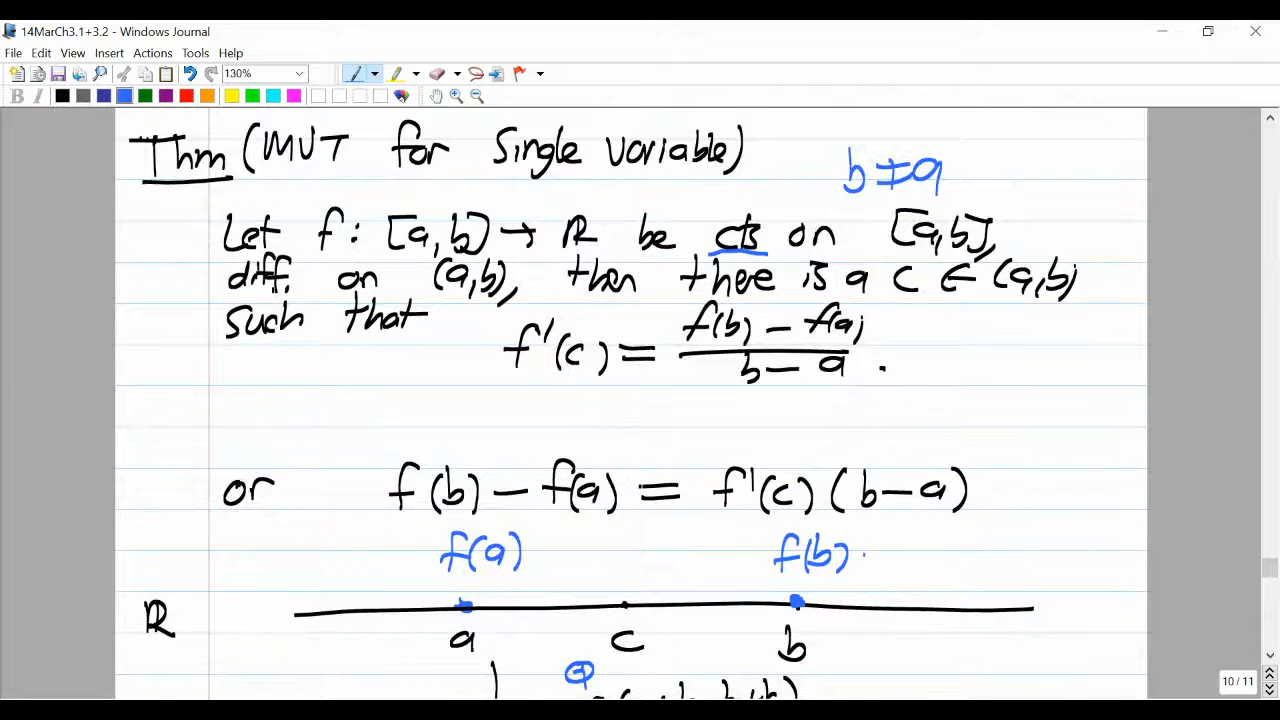 14MarCh3.1+3.2 - Windows Journal
File Edit View Insert Actions Tools Help
130%
B I
Thm (MVT for Single variable)
b ≠ a
Let f: [a,b] → ℝ be cts on [a,b],
diff. on (a,b), then there is a c ∈ (a,b)
such that
f'(c) = (f(b) - f(a)) / (b - a).
or f(b) - f(a) = f'(c)(b-a)
f(a) f(b)
ℝ
a c b
10 / 11